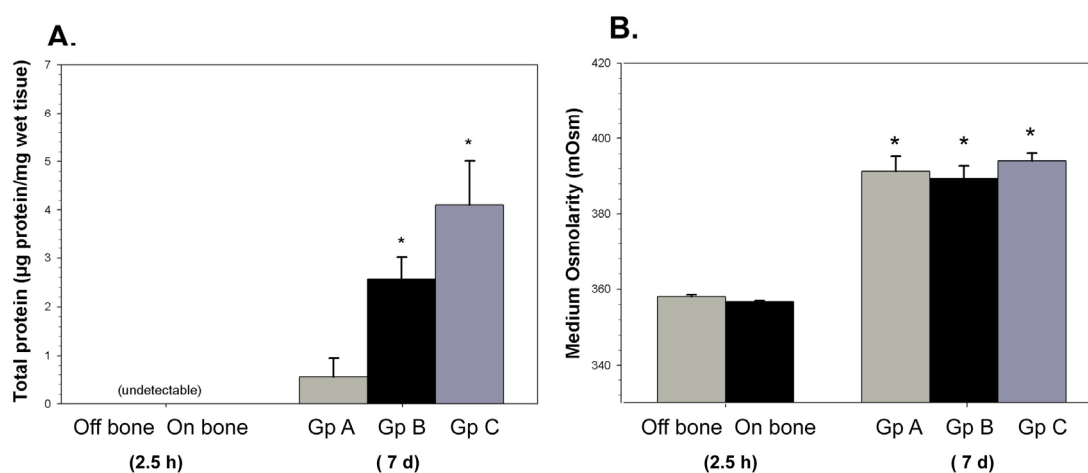 A.
Total protein (µg protein/mg wet tissue)
7
6
5
4
3
2
1
0
*
*
(undetectable)
Off bone On bone Gp A Gp B Gp C
(2.5 h) ( 7 d)
B.
Medium Osmolarity (mOsm)
420
400
380
360
340
* * *
Off bone On bone Gp A Gp B Gp C
(2.5 h) ( 7 d)